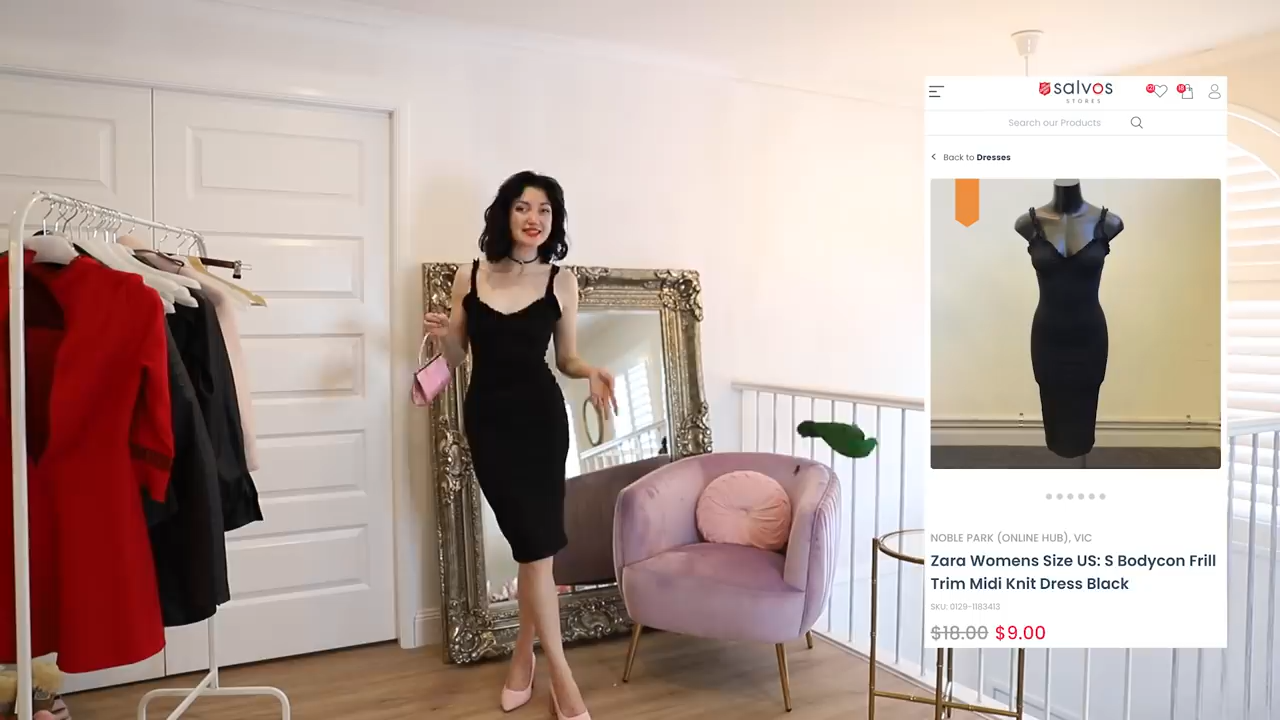 salvos
STORES
Search our Products
Back to Dresses
NOBLE PARK (ONLINE HUB), VIC
Zara Womens Size US: S Bodycon Frill
Trim Midi Knit Dress Black
SKU: 0129-1183413
$18.00 $9.00